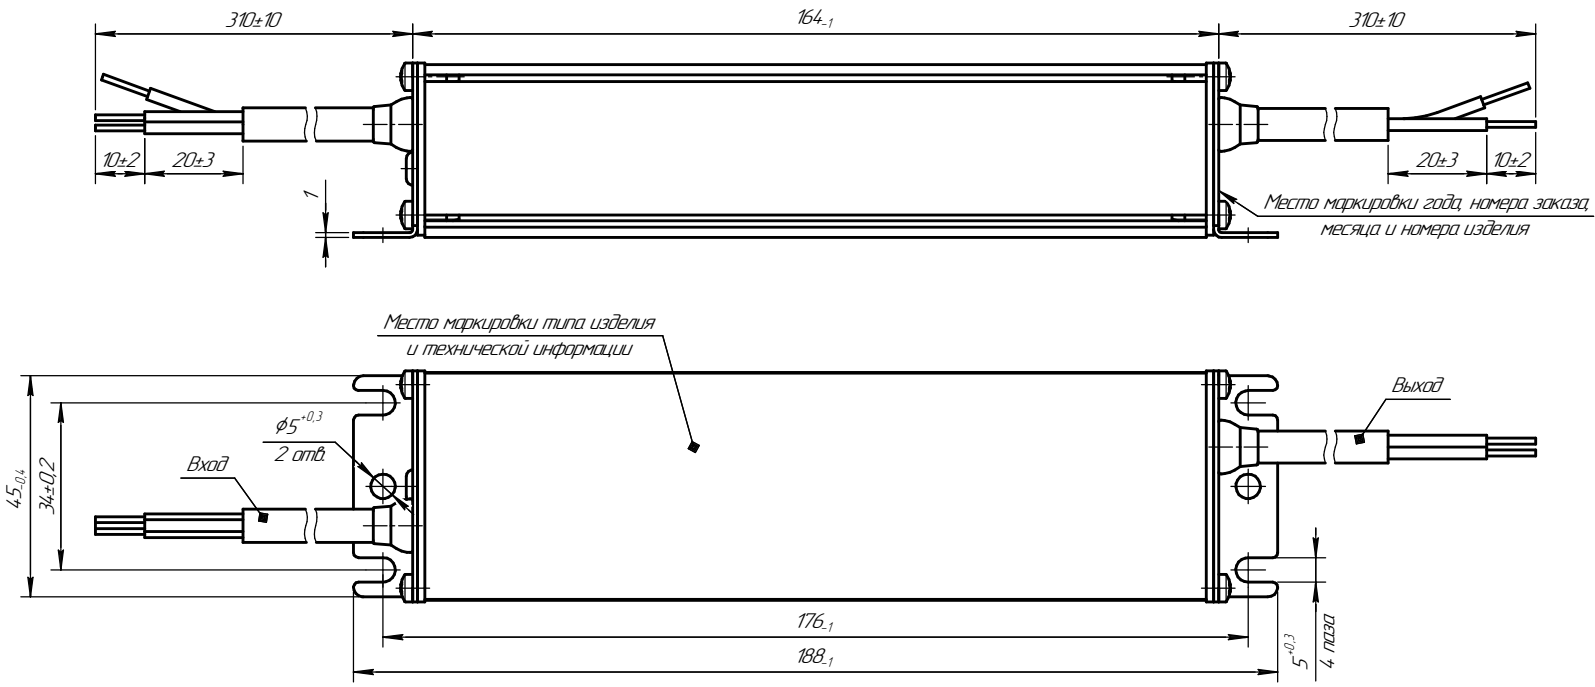 310±10
164-1
310±10
10±2
20±3
20±3
10±2
1
Место маркировки года, номера заказа,
месяца и номера изделия
Место маркировки типа изделия
и технической информации
Выход
ϕ5+0,3
2 отв.
Вход
45-0,4
34±0,2
176-1
188-1
5+0,3
4 паза